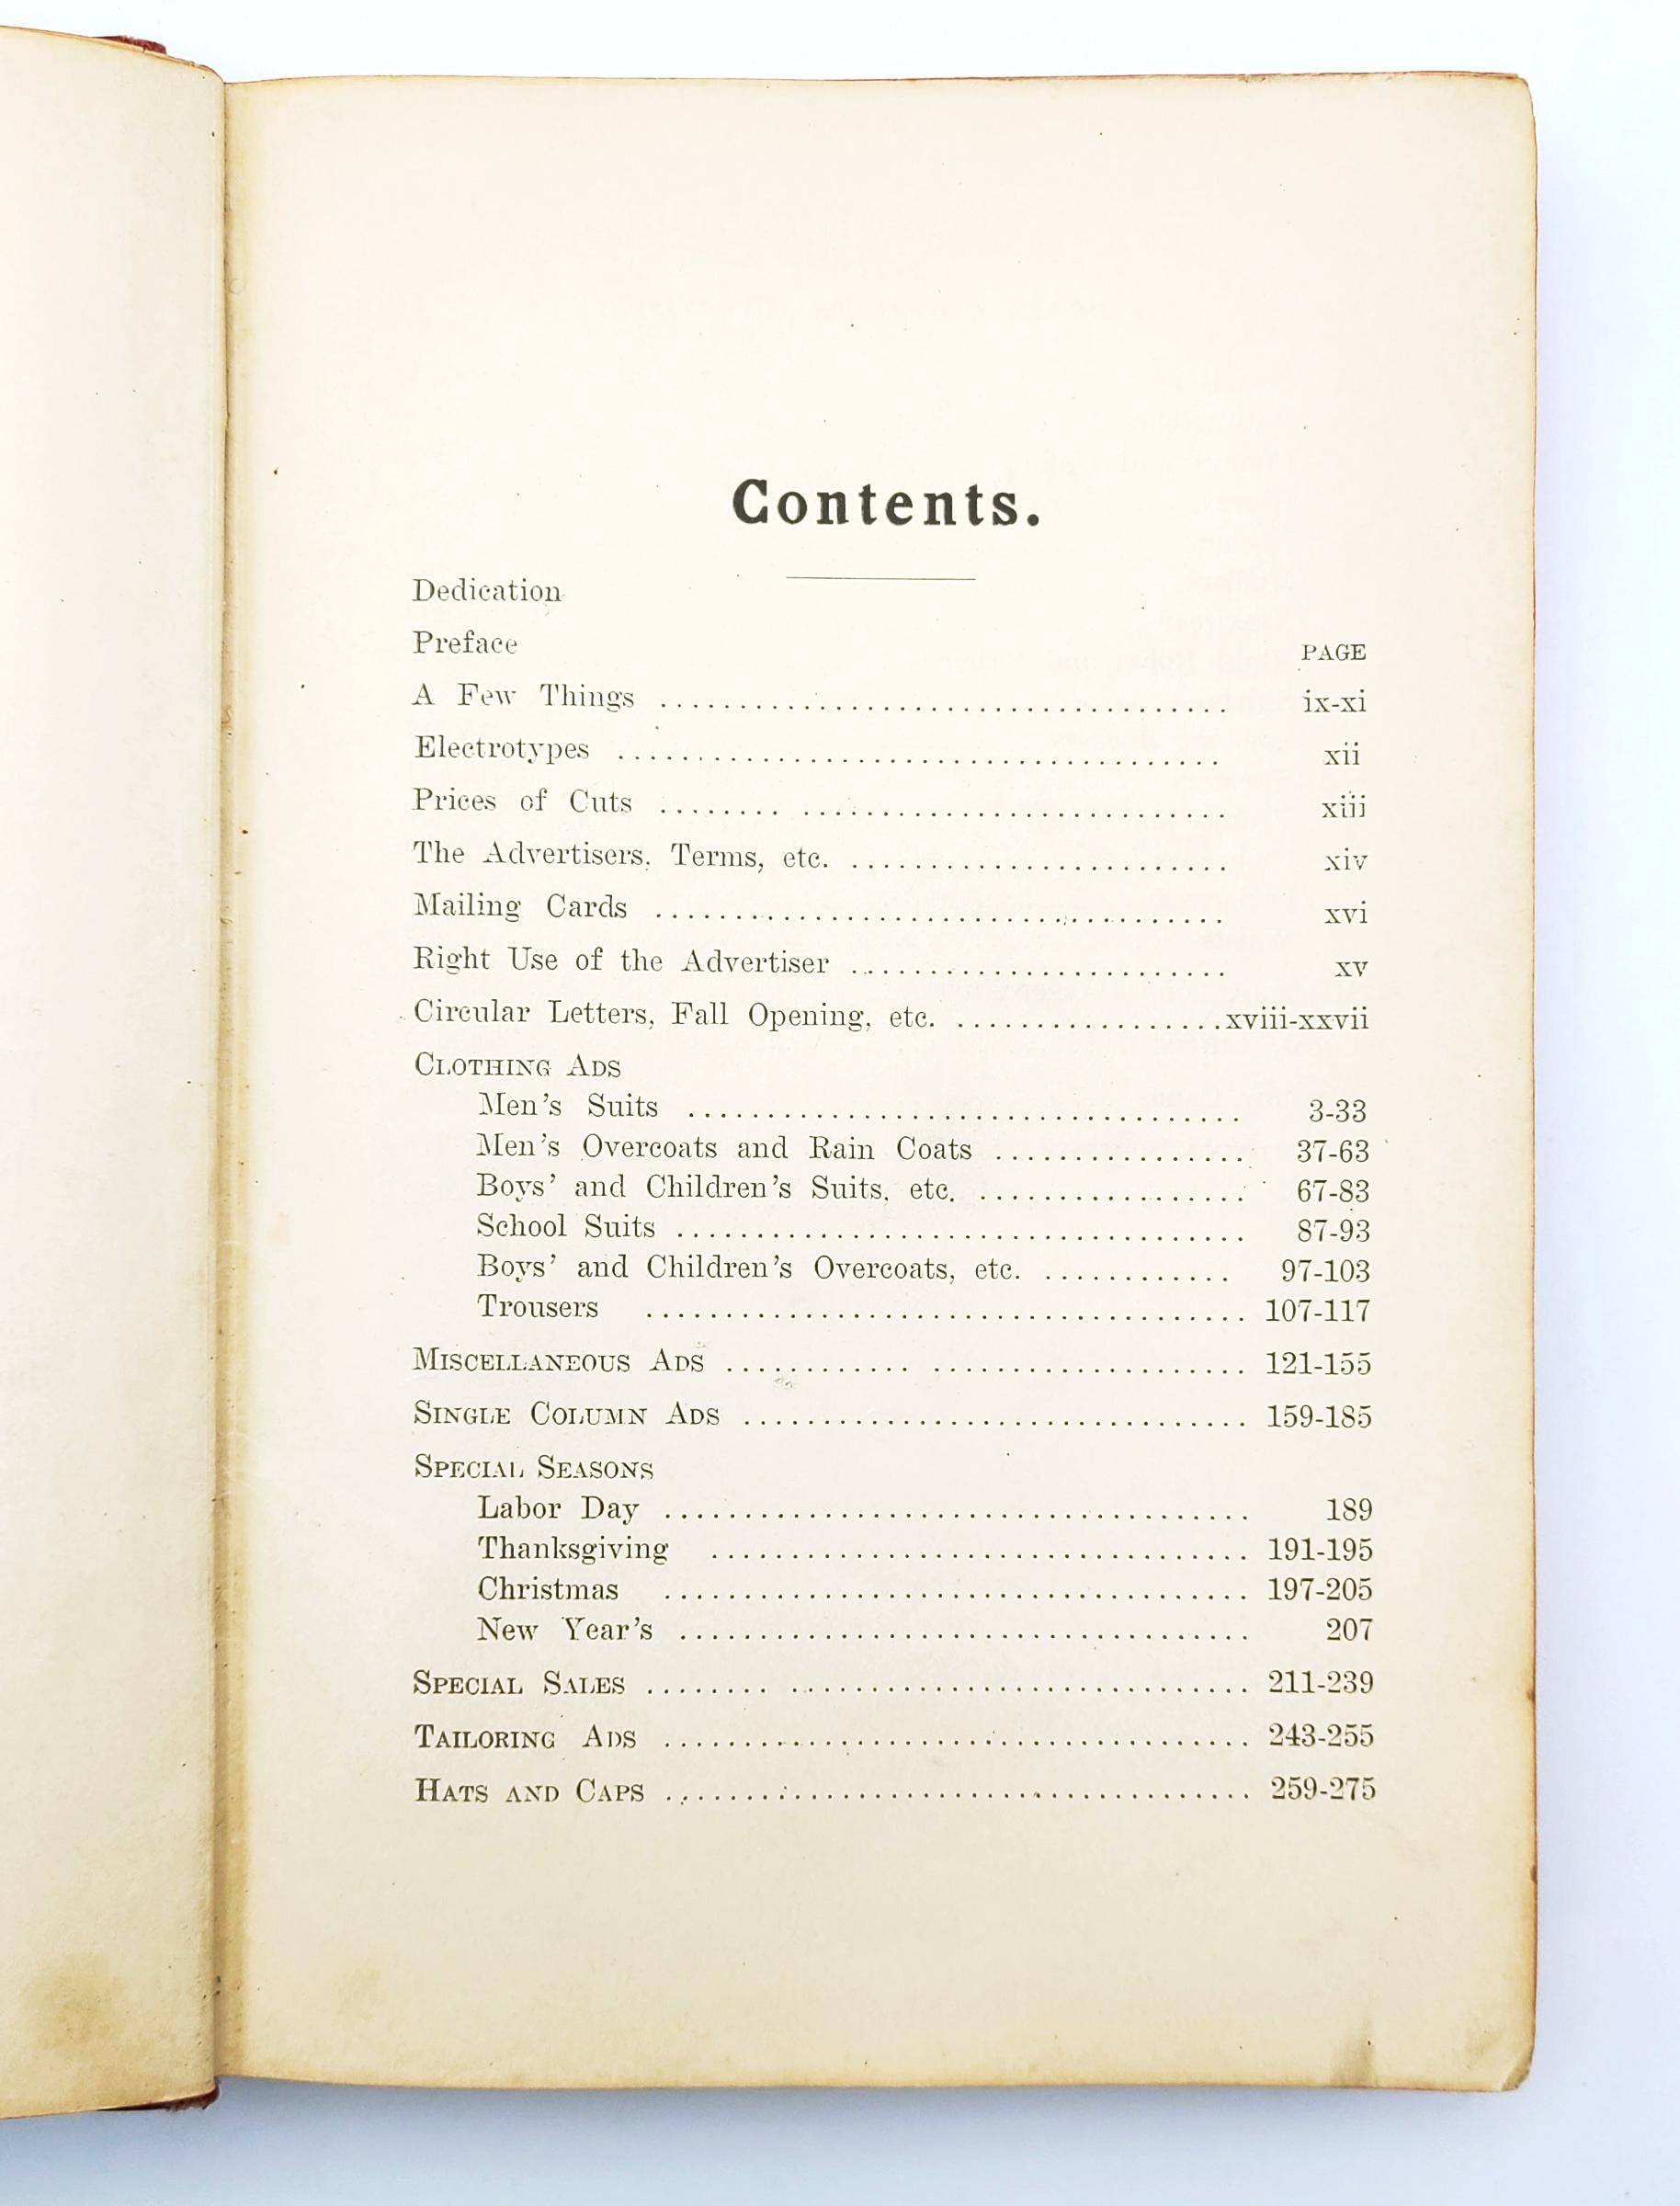 Contents.
Dedication
Preface PAGE
A Few Things ..................................... ix-xi
Electrotypes ....................................... xii
Prices of Cuts ........ ........................... xiii
The Advertisers, Terms, etc. ........................ xiv
Mailing Cards ..................................... xvi
Right Use of the Advertiser ........................ xv
Circular Letters, Fall Opening, etc. .................xviii-xxvii
CLOTHING ADS
Men's Suits .................................... 3-33
Men's Overcoats and Rain Coats ................ 37-63
Boys' and Children's Suits, etc. ................. 67-83
School Suits .................................... 87-93
Boys' and Children's Overcoats, etc. ............ 97-103
Trousers ....................................... 107-117
MISCELLANEOUS ADS ............ .................... 121-155
SINGLE COLUMN ADS ................................ 159-185
SPECIAL SEASONS
Labor Day ...................................... 189
Thanksgiving ................................... 191-195
Christmas ...................................... 197-205
New Year's ..................................... 207
SPECIAL SALES ........ .............................. 211-239
TAILORING ADS ...................................... 243-255
HATS AND CAPS ...................................... 259-275